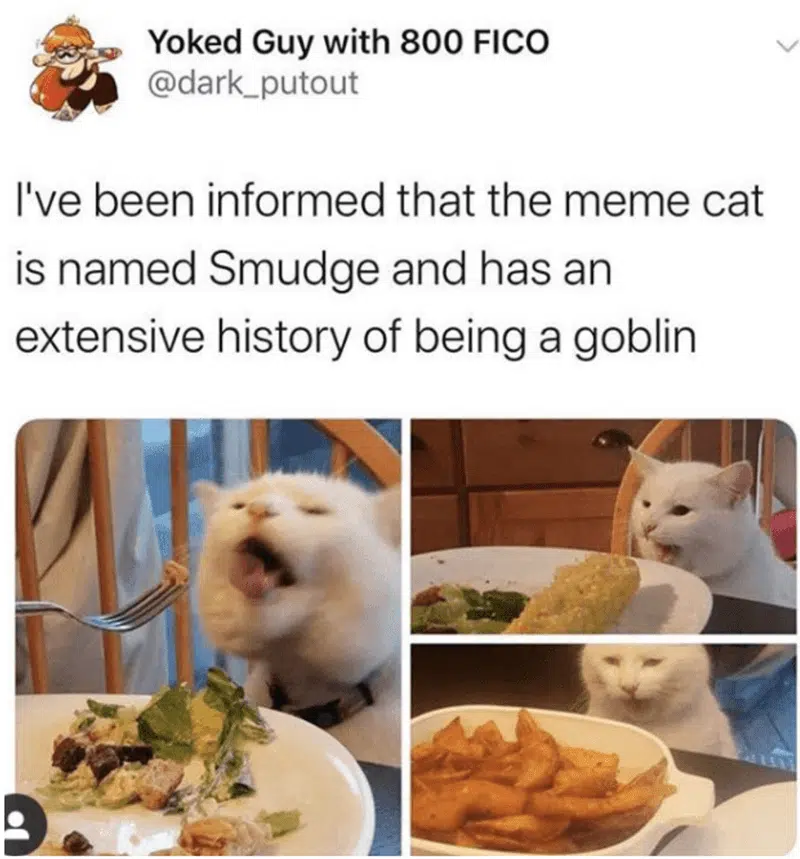 Yoked Guy with 800 FICO
@dark_putout
I've been informed that the meme cat
is named Smudge and has an
extensive history of being a goblin